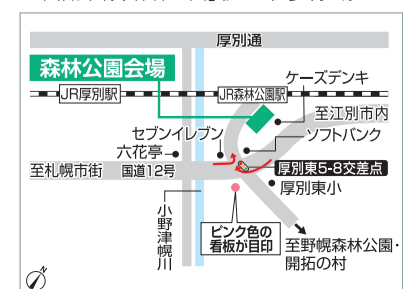 厚別通
森林公園会場
ケーズデンキ
JR厚別駅
JR森林公園駅
至江別市内
セブンイレブン
ソフトバンク
六花亭
至札幌市街
国道12号
厚別東5-8交差点
厚別東小
小野津幌川
ピンク色の
看板が目印
至野幌森林公園・
開拓の村